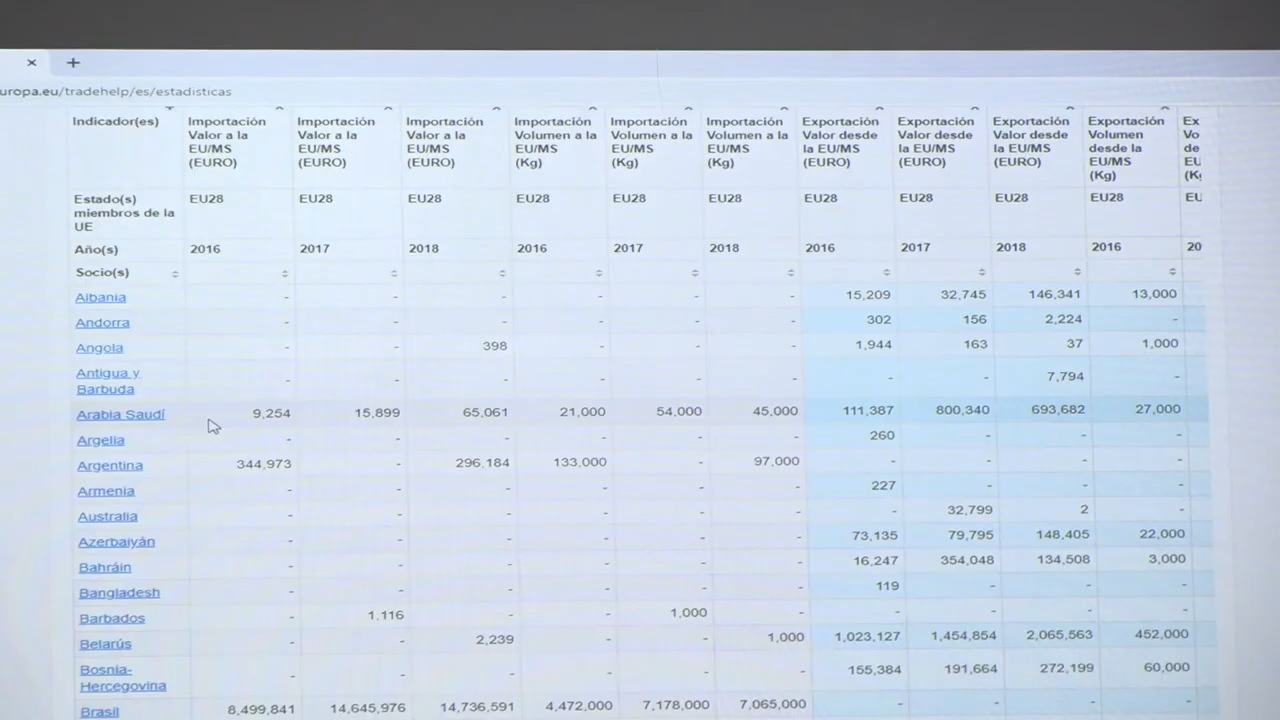 ×
+
uropa.eu/tradehelp/es/estadisticas
Indicador(es) Importación Valor a la EU/MS (EURO) Importación Valor a la EU/MS (EURO) Importación Valor a la EU/MS (EURO) Importación Volumen a la EU/MS (Kg) Importación Volumen a la EU/MS (Kg) Importación Volumen a la EU/MS (Kg) Exportación Valor desde la EU/MS (EURO) Exportación Valor desde la EU/MS (EURO) Exportación Valor desde la EU/MS (EURO) Exportación Volumen desde la EU/MS (Kg) Ex Vo de EU (Kg
Estado(s) miembros de la UE EU28 EU28 EU28 EU28 EU28 EU28 EU28 EU28 EU28 EU28 EU
Año(s) 2016 2017 2018 2016 2017 2018 2016 2017 2018 2016 20
Socio(s)
Albania - - - - - - 15,209 32,745 146,341 13,000
Andorra - - - - - - 302 156 2,224 -
Angola - - 398 - - - 1,944 163 37 1,000
Antigua y Barbuda - - - - - - - - 7,794 -
Arabia Saudí 9,254 15,899 65,061 21,000 54,000 45,000 111,387 800,340 693,682 27,000
Argelia - - - - - - 260 - - -
Argentina 344,973 - 296,184 133,000 - 97,000 - - - -
Armenia - - - - - - 227 - - -
Australia - - - - - - - 32,799 2 -
Azerbaiyán - - - - - - 73,135 79,795 148,405 22,000
Bahráin - - - - - - 16,247 354,048 134,508 3,000
Bangladesh - - - - - - 119 - - -
Barbados - 1,116 - - 1,000 - - - - -
Belarús - - 2,239 - - 1,000 1,023,127 1,454,854 2,065,563 452,000
Bosnia-Hercegovina - - - - - - 155,384 191,664 272,199 60,000
Brasil 8,499,841 14,645,976 14,736,591 4,472,000 7,178,000 7,065,000 - - - -